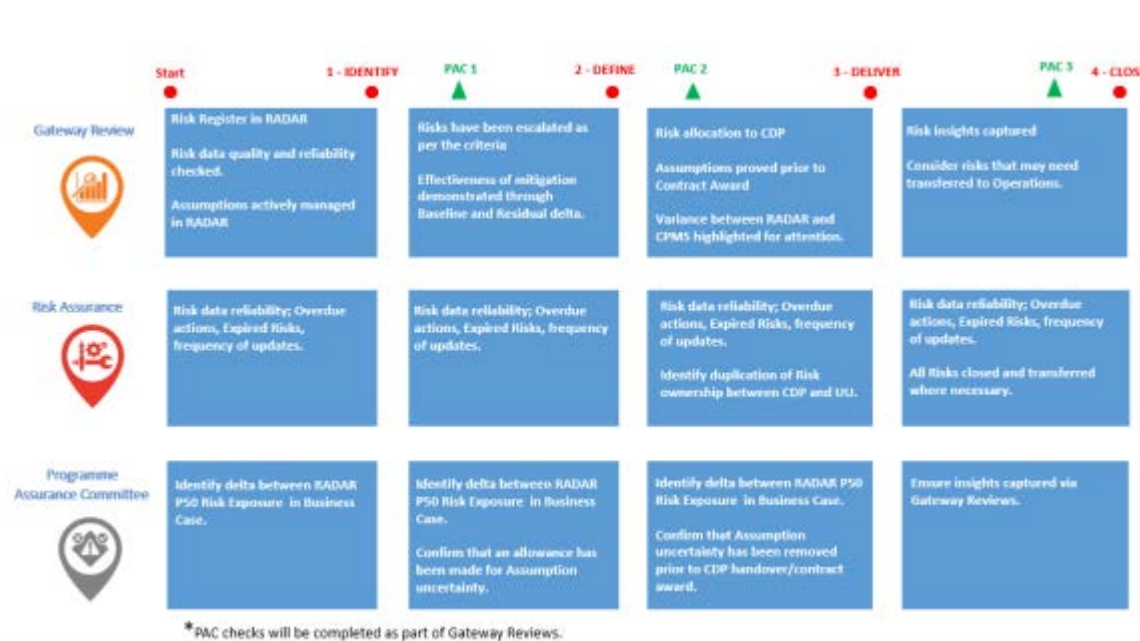 Start
1 - IDENTIFY
PAC 1
2 - DEFINE
PAC 2
3 - DELIVER
PAC 3
4 - CLOS
Gateway Review
Risk Register in RADAR
Risk data quality and reliability
checked.
Assumptions actively managed
in RADAR
Risks have been escalated as
per the criteria
Effectiveness of mitigation
demonstrated through
Baseline and Residual delta.
Risk allocation to CDP
Assumptions proved prior to
Contract Award
Variance between RADAR and
CPMS highlighted for attention.
Risk insights captured
Consider risks that may need
transferred to Operations.
Risk Assurance
Risk data reliability; Overdue
actions, Expired Risks,
frequency of updates.
Risk data reliability; Overdue
actions, Expired Risks, frequency
of updates.
Risk data reliability; Overdue
actions, Expired Risks, frequency
of updates.
Identify duplication of Risk
ownership between CDP and UU.
Risk data reliability; Overdue
actions, Expired Risks, frequency
of updates.
All Risks closed and transferred
where necessary.
Programme
Assurance Committee
Identify delta between RADAR
P50 Risk Exposure in Business
Case.
Identify delta between RADAR
P50 Risk Exposure in Business
Case.
Confirm that an allowance has
been made for Assumption
uncertainty.
Identify delta between RADAR P50
Risk Exposure in Business Case.
Confirm that Assumption
uncertainty has been removed
prior to CDP handover/contract
award.
Ensure insights captured via
Gateway Reviews.
*PAC checks will be completed as part of Gateway Reviews.